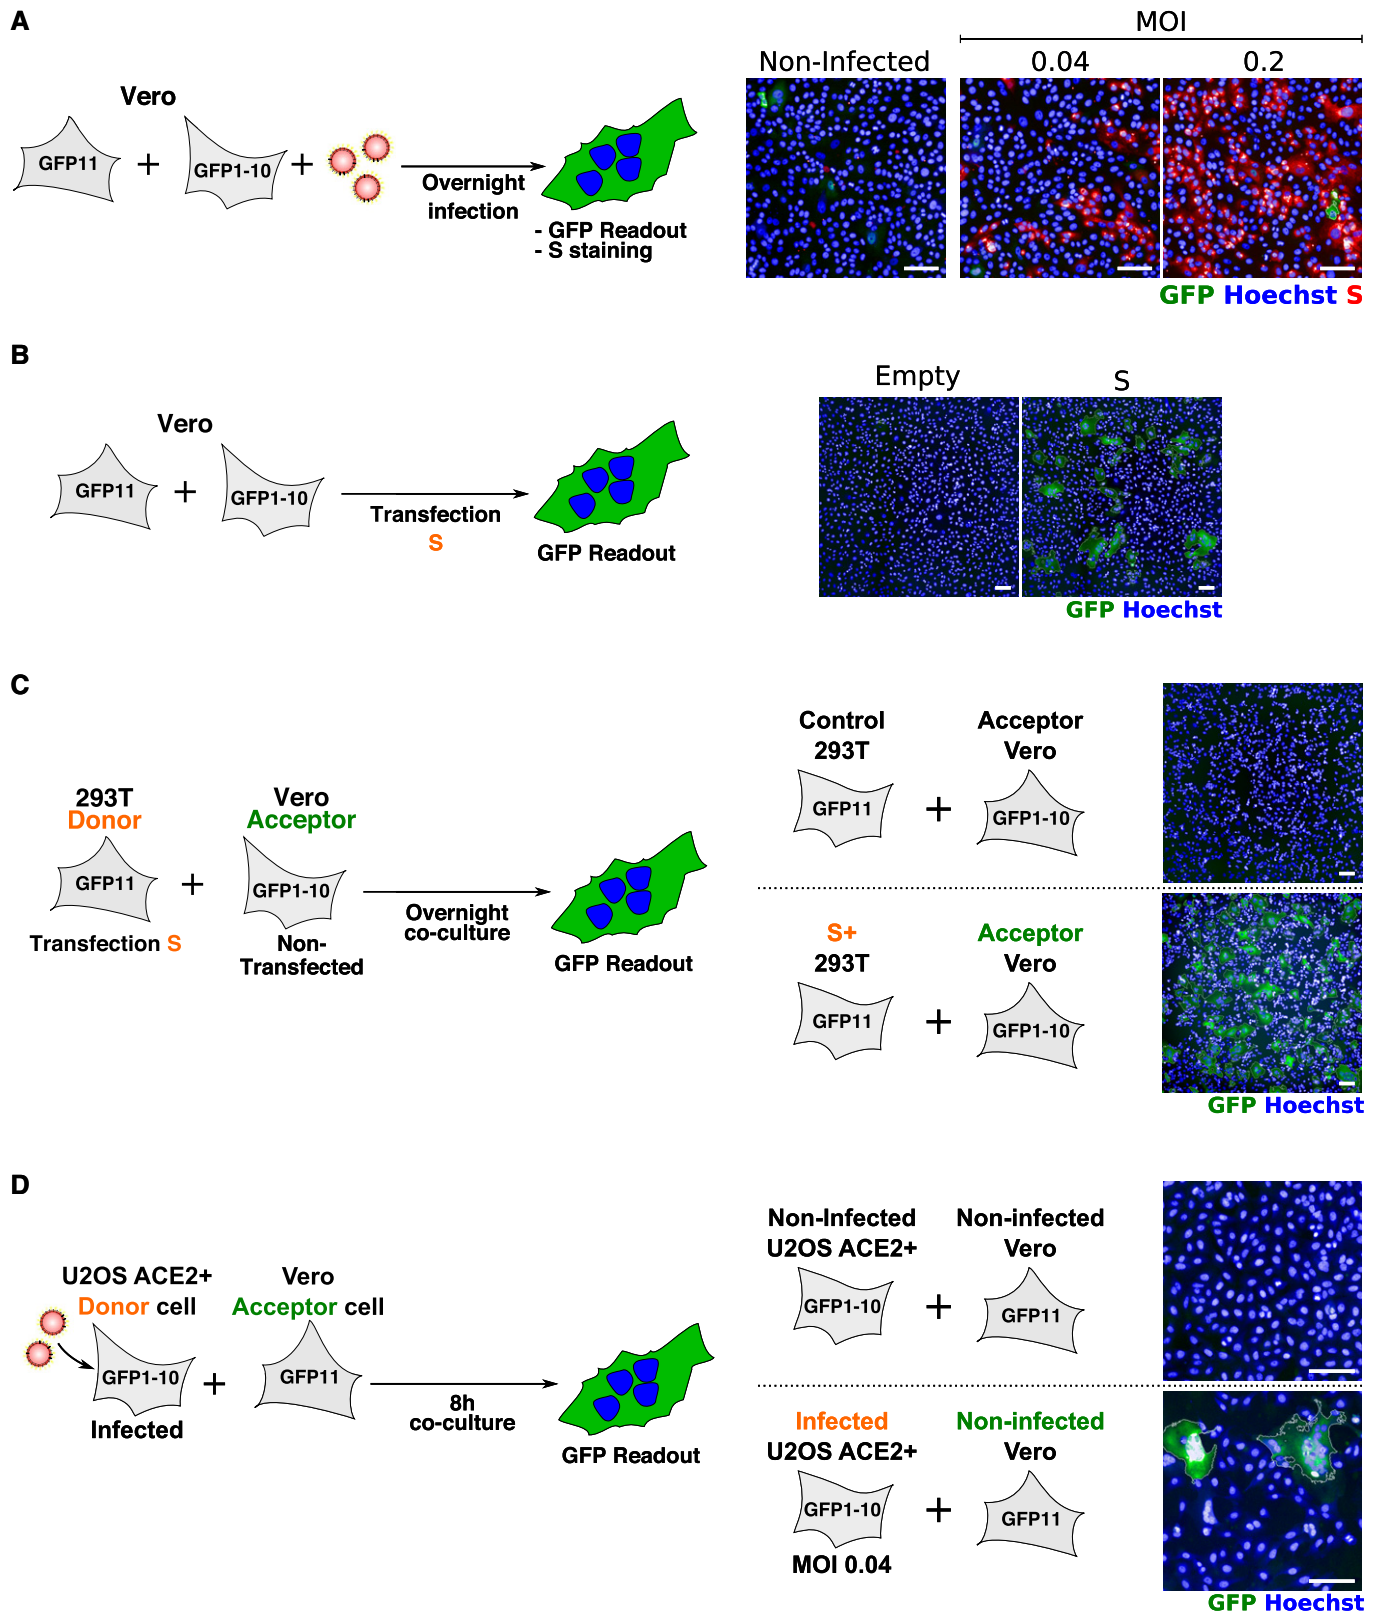 A
Vero
GFP11
+
GFP1-10
+
Overnight
infection
- GFP Readout
- S staining
MOI
Non-Infected
0.04
0.2
GFP Hoechst S
B
Vero
GFP11
+
GFP1-10
Transfection
S
GFP Readout
Empty
S
GFP Hoechst
C
293T
Donor
GFP11
Transfection S
+
Vero
Acceptor
GFP1-10
Non-
Transfected
Overnight
co-culture
GFP Readout
Control
293T
GFP11
+
Acceptor
Vero
GFP1-10
S+
293T
GFP11
+
Acceptor
Vero
GFP1-10
GFP Hoechst
D
U2OS ACE2+
Donor cell
GFP1-10
Infected
+
Vero
Acceptor cell
GFP11
8h
co-culture
GFP Readout
Non-Infected
U2OS ACE2+
GFP1-10
+
Non-infected
Vero
GFP11
Infected
U2OS ACE2+
GFP1-10
MOI 0.04
+
Non-infected
Vero
GFP11
GFP Hoechst